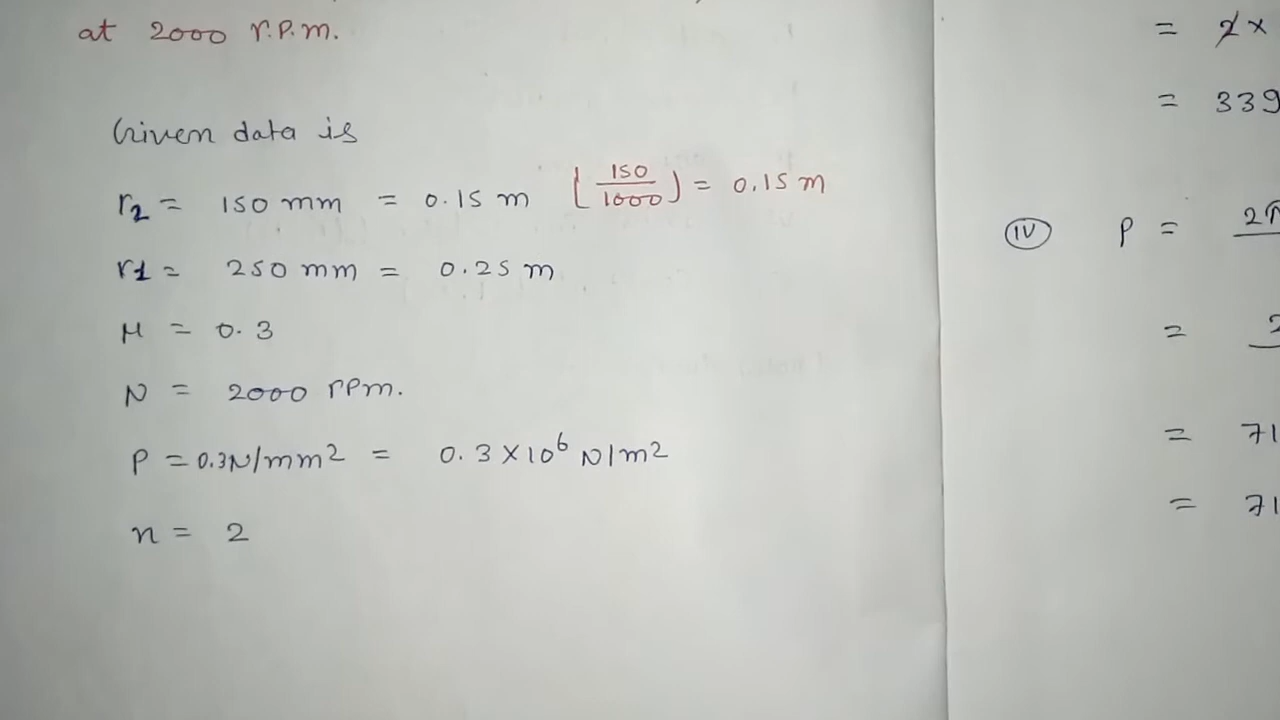 at 2000 r.p.m.
Given data is
r2 = 150 mm = 0.15 m [150/1000) = 0.15 m
r1 = 250 mm = 0.25 m
μ = 0.3
N = 2000 rpm.
P = 0.3N/mm2 = 0.3 × 10^6 N/m2
n = 2
= 2 ×
= 339
(IV) P = 2π
=
= 71
= 71